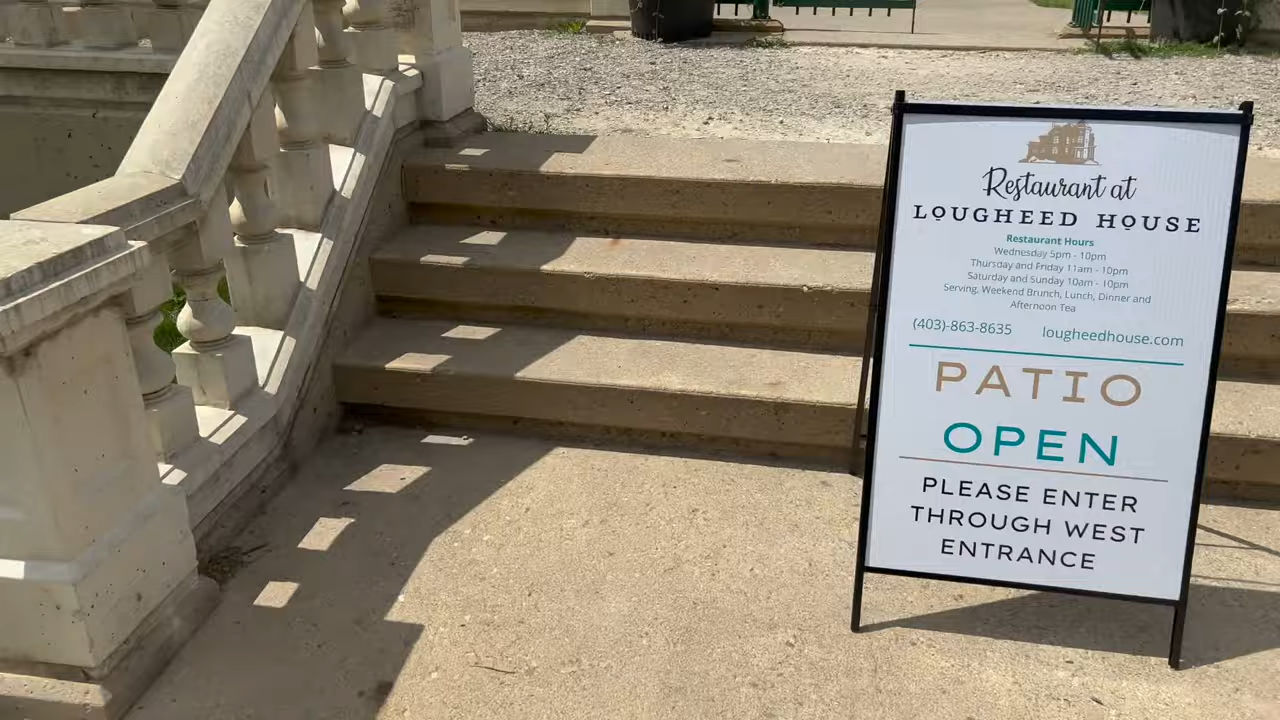 Restaurant at
LOUGHEED HOUSE
Restaurant Hours
Wednesday 5pm - 10pm
Thursday and Friday 11am - 10pm
Saturday and Sunday 10am - 10pm
Serving, Weekend Brunch, Lunch, Dinner and
Afternoon Tea
(403)-863-8635 lougheedhouse.com
PATIO
OPEN
PLEASE ENTER
THROUGH WEST
ENTRANCE